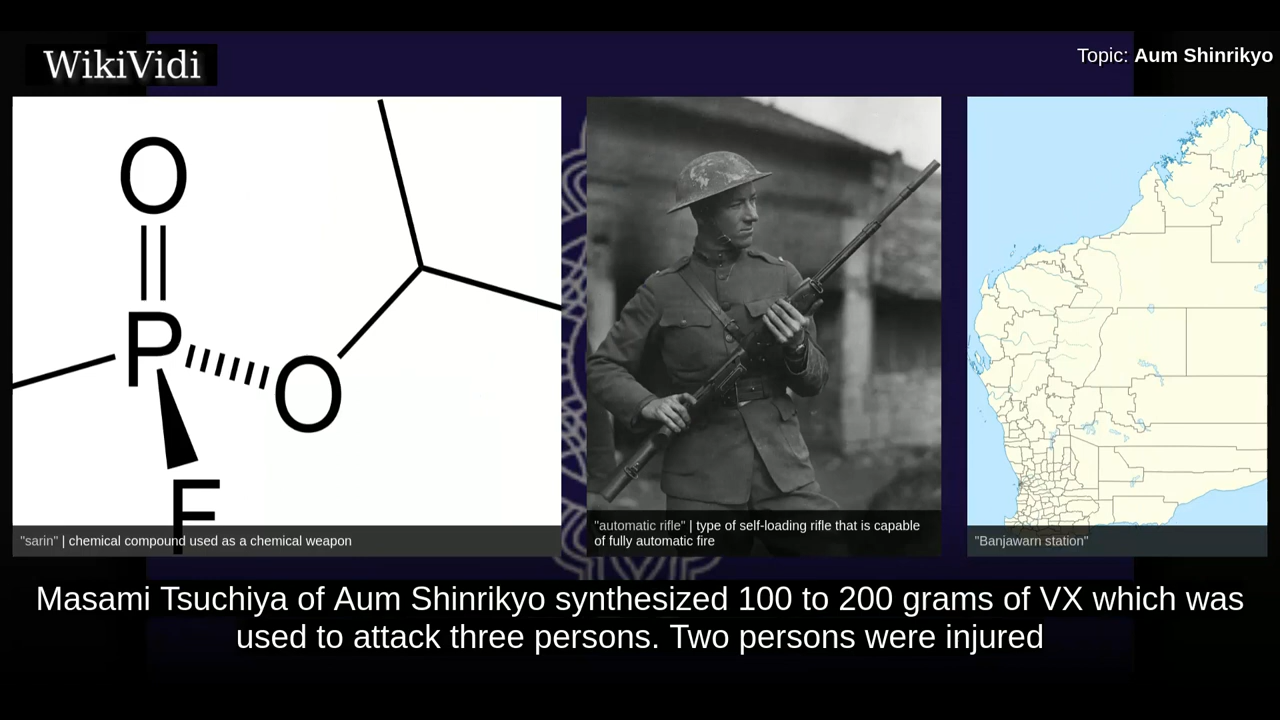 WikiVidi
Topic: Aum Shinrikyo
O
P
O
F
"sarin" | chemical compound used as a chemical weapon
"automatic rifle" | type of self-loading rifle that is capable
of fully automatic fire
"Banjawarn station"
Masami Tsuchiya of Aum Shinrikyo synthesized 100 to 200 grams of VX which was
used to attack three persons. Two persons were injured